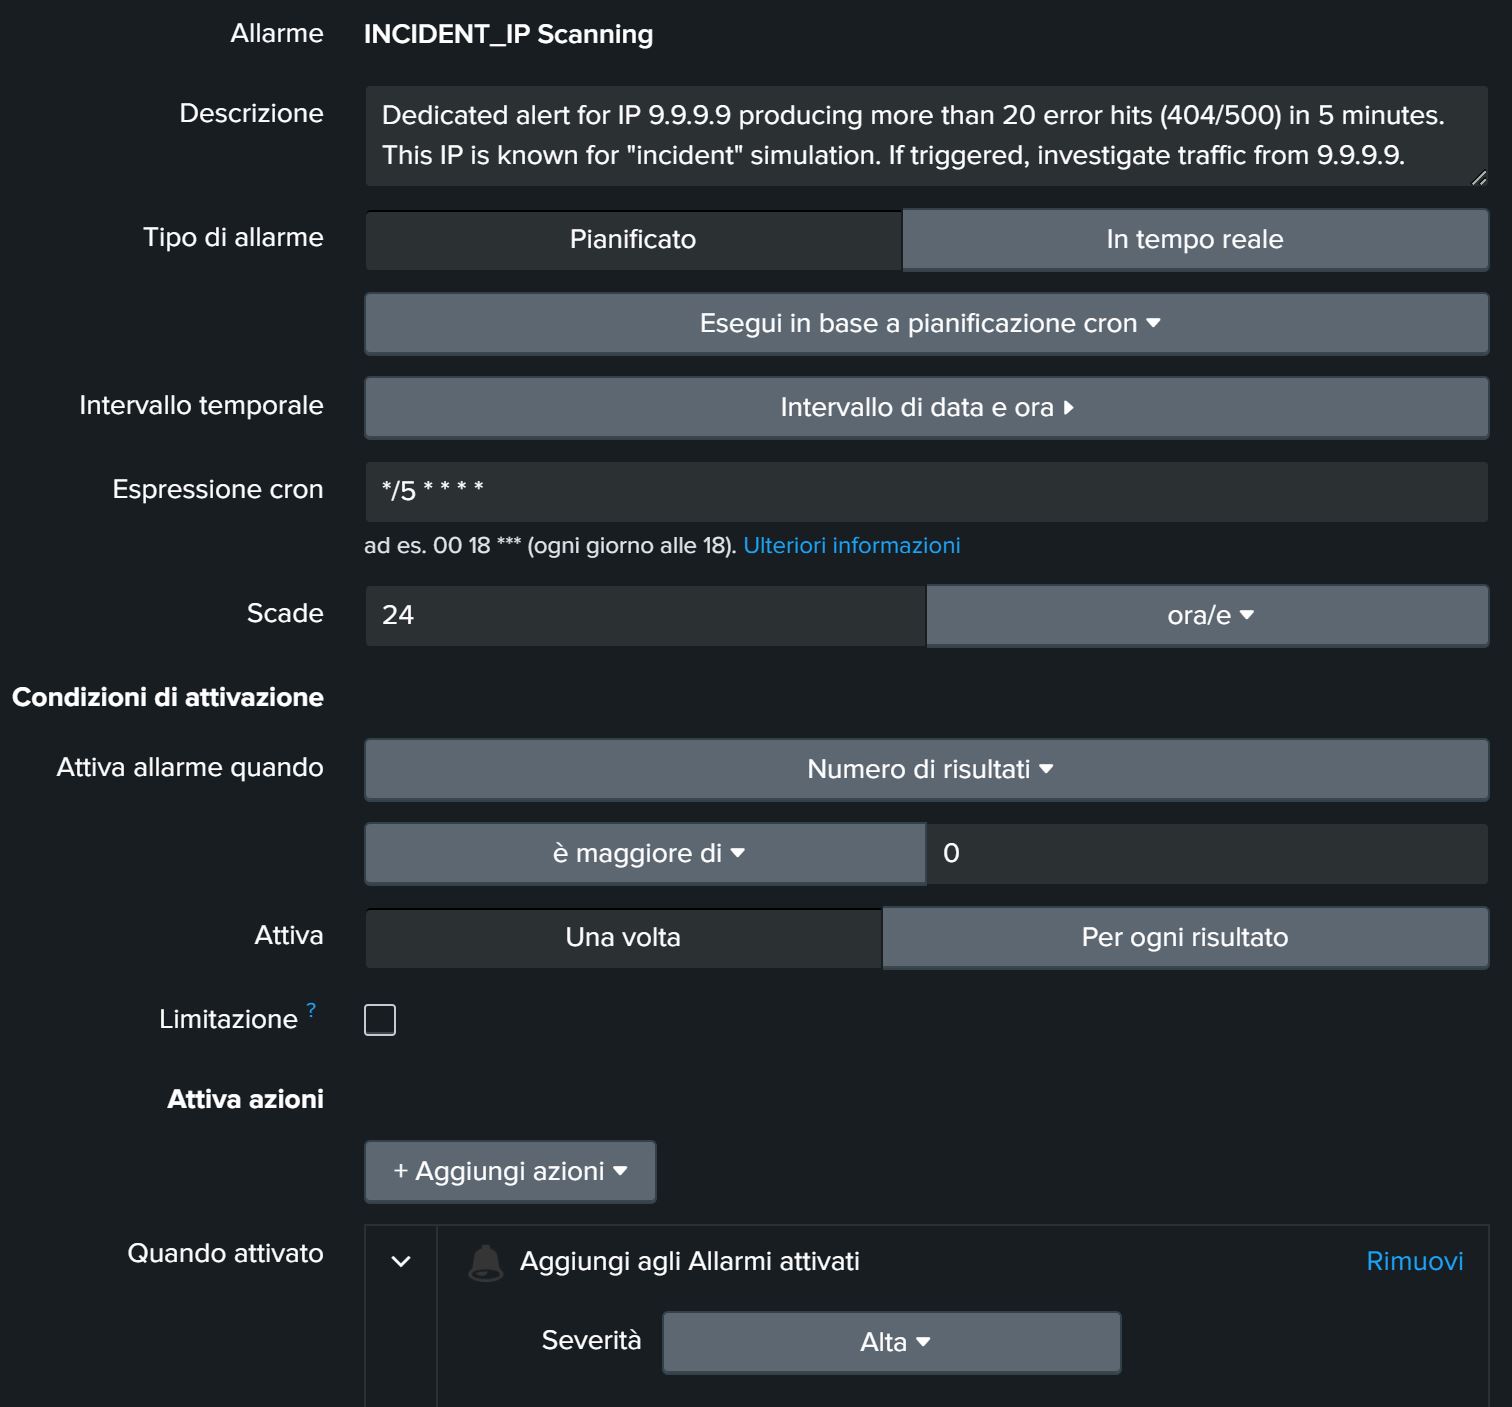 Allarme INCIDENT_IP Scanning
Descrizione Dedicated alert for IP 9.9.9.9 producing more than 20 error hits (404/500) in 5 minutes.
This IP is known for "incident" simulation. If triggered, investigate traffic from 9.9.9.9.
Tipo di allarme Pianificato In tempo reale
Esegui in base a pianificazione cron
Intervallo temporale Intervallo di data e ora
Espressione cron */5 * * * *
ad es. 00 18 *** (ogni giorno alle 18). Ulteriori informazioni
Scade 24 ora/e
Condizioni di attivazione
Attiva allarme quando Numero di risultati
è maggiore di 0
Attiva Una volta Per ogni risultato
Limitazione ?
Attiva azioni
+ Aggiungi azioni
Quando attivato Aggiungi agli Allarmi attivati Rimuovi
Severità Alta